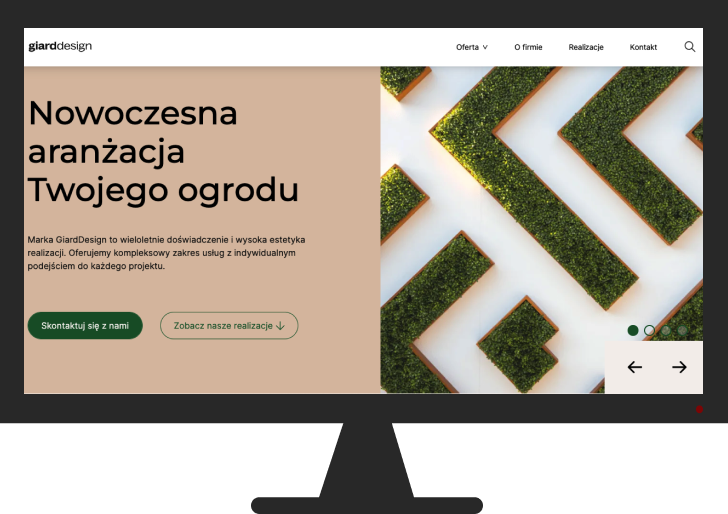 giarddesign
Oferta
O firmie
Realizacje
Kontakt
Nowoczesna
aranżacja
Twojego ogrodu
Marka GiardDesign to wieloletnie doświadczenie i wysoka estetyka
realizacji. Oferujemy kompleksowy zakres usług z indywidualnym
podejściem do każdego projektu.
Skontaktuj się z nami
Zobacz nasze realizacje